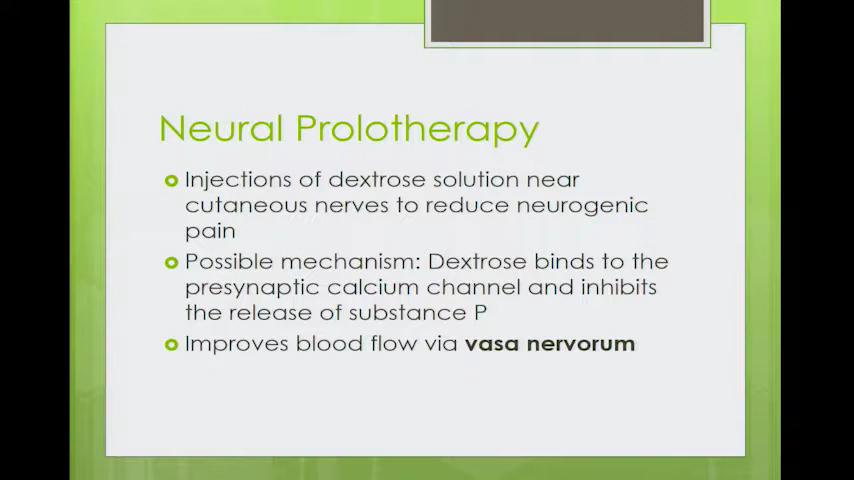 Neural Prolotherapy
Injections of dextrose solution near
cutaneous nerves to reduce neurogenic
pain
Possible mechanism: Dextrose binds to the
presynaptic calcium channel and inhibits
the release of substance P
Improves blood flow via vasa nervorum